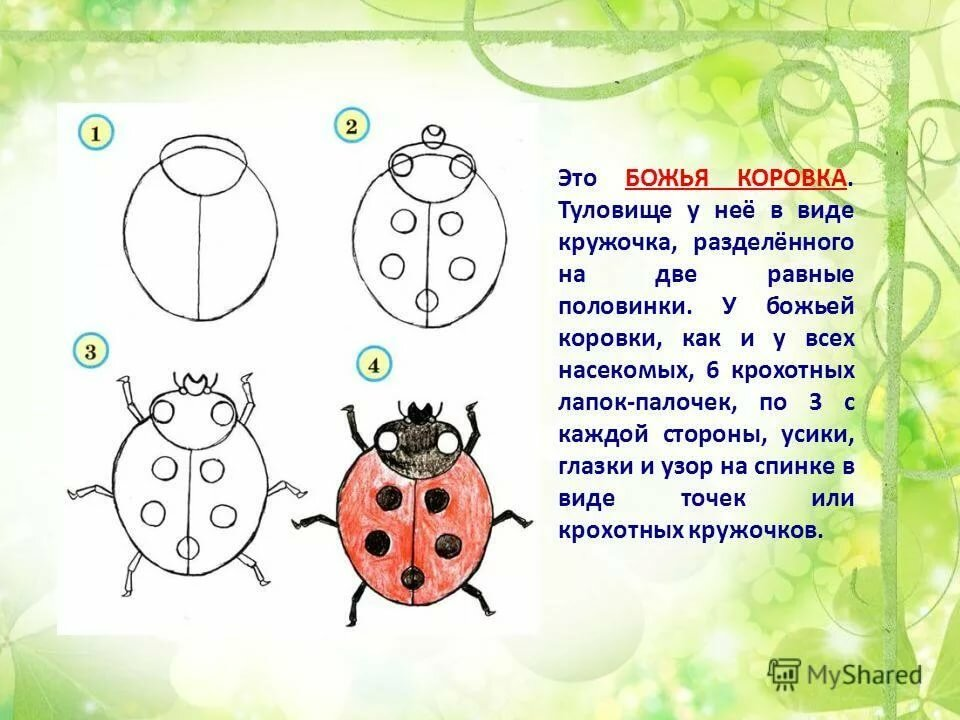 1
2
3
4
Это БОЖЬЯ КОРОВКА.
Туловище у неё в виде
кружочка, разделённого
на две равные
половинки. У божьей
коровки, как и у всех
насекомых, 6 крохотных
лапок-палочек, по 3 с
каждой стороны, усики,
глазки и узор на спинке в
виде точек или
крохотных кружочков.
MyShared